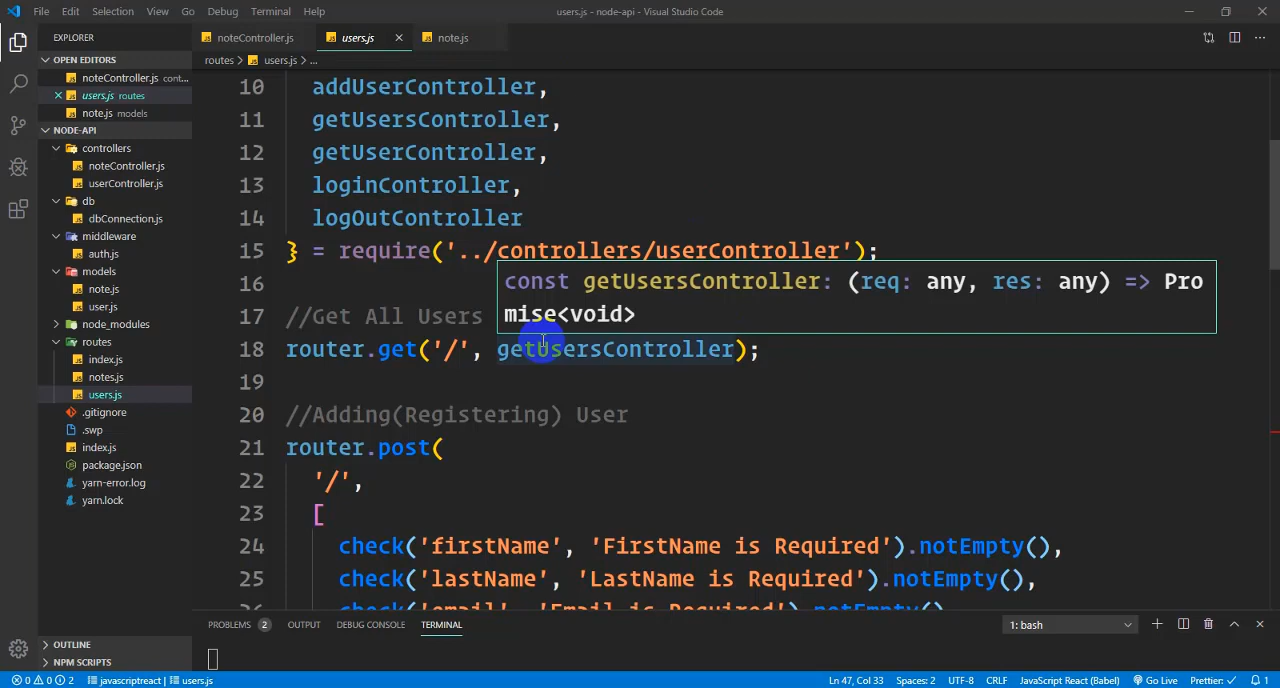 File Edit Selection View Go Debug Terminal Help
users.js - node-api - Visual Studio Code
EXPLORER
OPEN EDITORS
noteController.js cont...
users.js routes
note.js models
NODE-API
controllers
noteController.js
userController.js
db
dbConnection.js
middleware
auth.js
models
note.js
user.js
node_modules
routes
index.js
notes.js
users.js
.gitignore
.swp
index.js
package.json
yarn-error.log
yarn.lock
OUTLINE
NPM SCRIPTS
noteController.js users.js note.js
routes > users.js > ...
10 addUserController,
11 getUsersController,
12 getUserController,
13 loginController,
14 logOutController
15 } = require('../controllers/userController');
const getUsersController: (req: any, res: any) => Pro
mise<void>
16
17 //Get All Users
18 router.get('/', getUsersController);
19
20 //Adding(Registering) User
21 router.post(
22 '/',
23 [
24 check('firstName', 'FirstName is Required').notEmpty(),
25 check('lastName', 'LastName is Required').notEmpty(),
26 check('email', 'Email is Required').notEmpty()
PROBLEMS 2 OUTPUT DEBUG CONSOLE TERMINAL
1: bash
0 0 2 javascriptreact | users.js
Ln 47, Col 33 Spaces: 2 UTF-8 CRLF JavaScript React (Babel) Go Live Prettier: ✓ 1